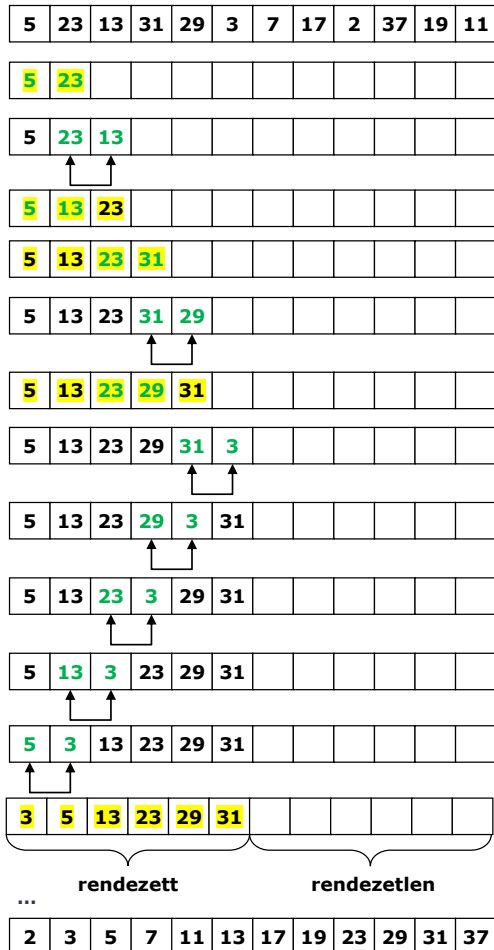 5 23 13 31 29 3 7 17 2 37 19 11
5 23
5 23 13
5 13 23
5 13 23 31
5 13 23 31 29
5 13 23 29 31
5 13 23 29 31 3
5 13 23 29 3 31
5 13 23 3 29 31
5 13 3 23 29 31
5 3 13 23 29 31
3 5 13 23 29 31
rendezett rendezetlen
...
2 3 5 7 11 13 17 19 23 29 31 37